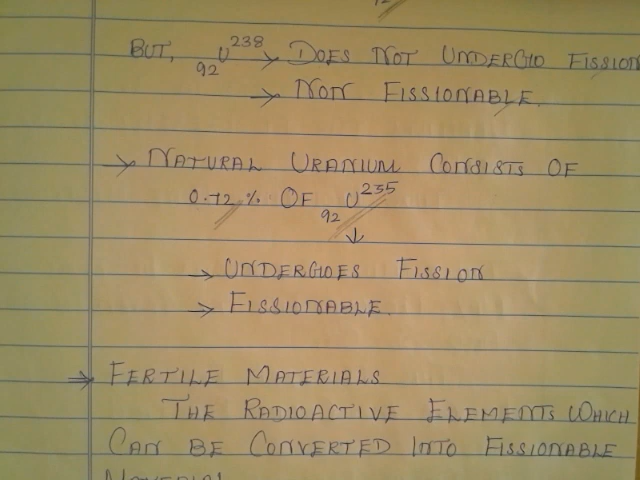 BUT, 92U238 → DOES NOT UNDERGO FISSION
→ NON FISSIONABLE.
→ NATURAL URANIUM CONSISTS OF
0.72 % OF 92U235
↓
→ UNDERGOES FISSION
→ FISSIONABLE.
⇒ FERTILE MATERIALS
THE RADIOACTIVE ELEMENTS WHICH
CAN BE CONVERTED INTO FISSIONABLE